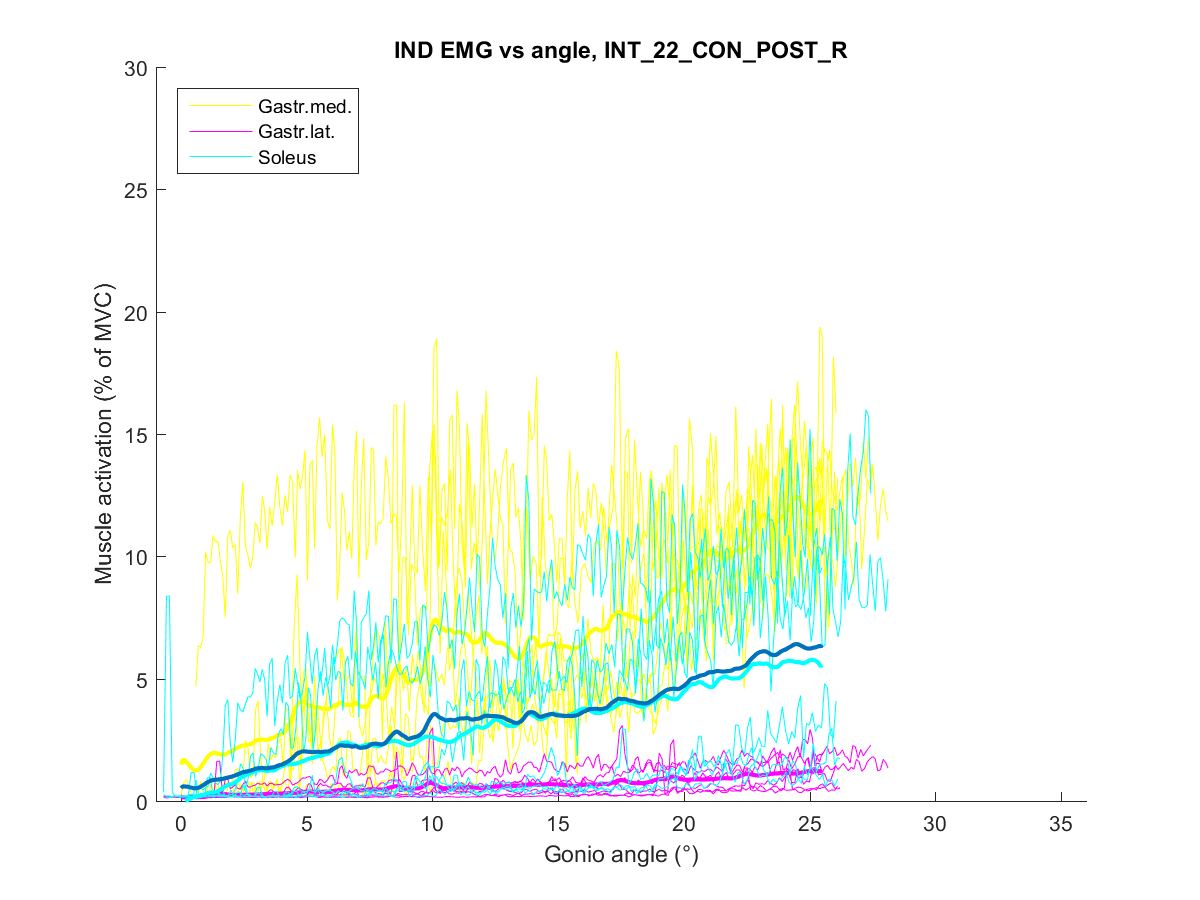 IND EMG vs angle, INT_22_CON_POST_R
30
25
20
15
10
5
0
Gastr.med.
Gastr.lat.
Soleus
Muscle activation (% of MVC)
0 5 10 15 20 25 30 35
Gonio angle (°)